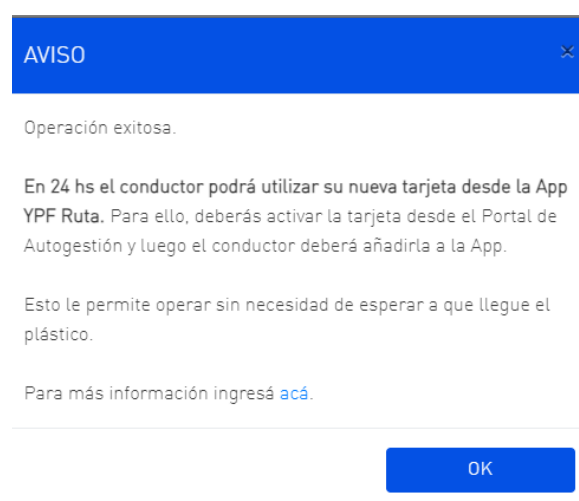 AVISO
Operación exitosa.
En 24 hs el conductor podrá utilizar su nueva tarjeta desde la App
YPF Ruta. Para ello, deberás activar la tarjeta desde el Portal de
Autogestión y luego el conductor deberá añadirla a la App.
Esto le permite operar sin necesidad de esperar a que llegue el
plástico.
Para más información ingresá acá.
OK